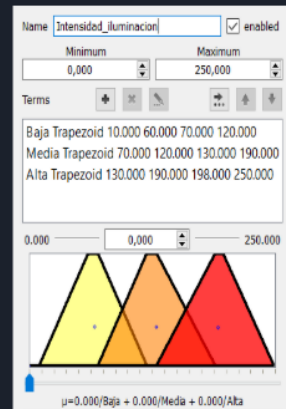 Name Intensidad_iluminacion enabled
Minimum Maximum
0,000 250,000
Terms
Baja Trapezoid 10.000 60.000 70.000 120.000
Media Trapezoid 70.000 120.000 130.000 190.000
Alta Trapezoid 130.000 190.000 198.000 250.000
0.000 0,000 250.000
μ=0.000/Baja + 0.000/Media + 0.000/Alta